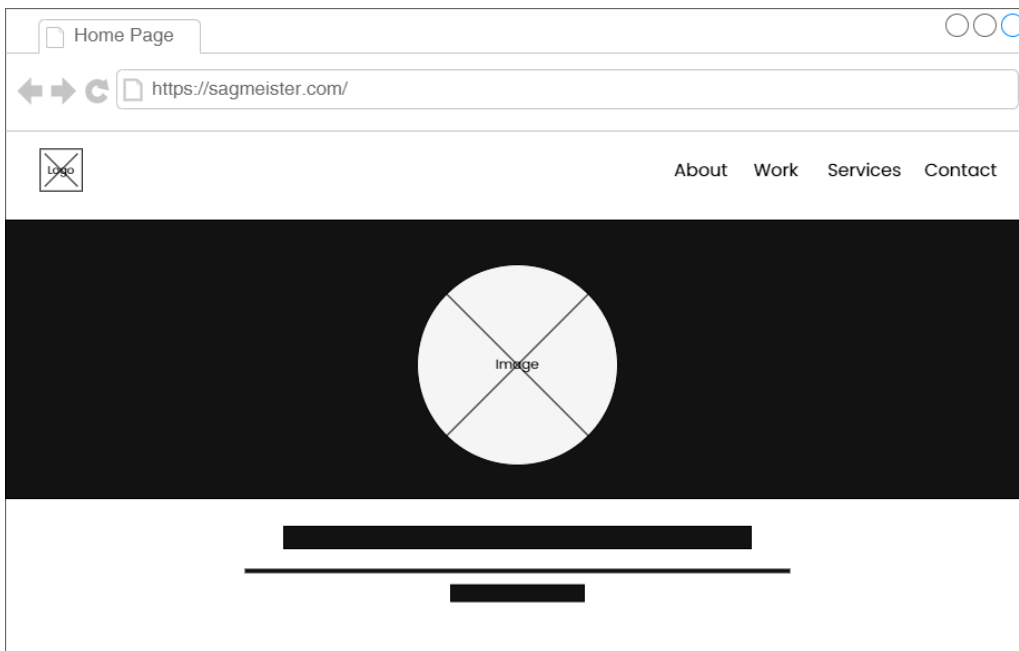 Home Page
https://sagmeister.com/
Logo
About Work Services Contact
Image